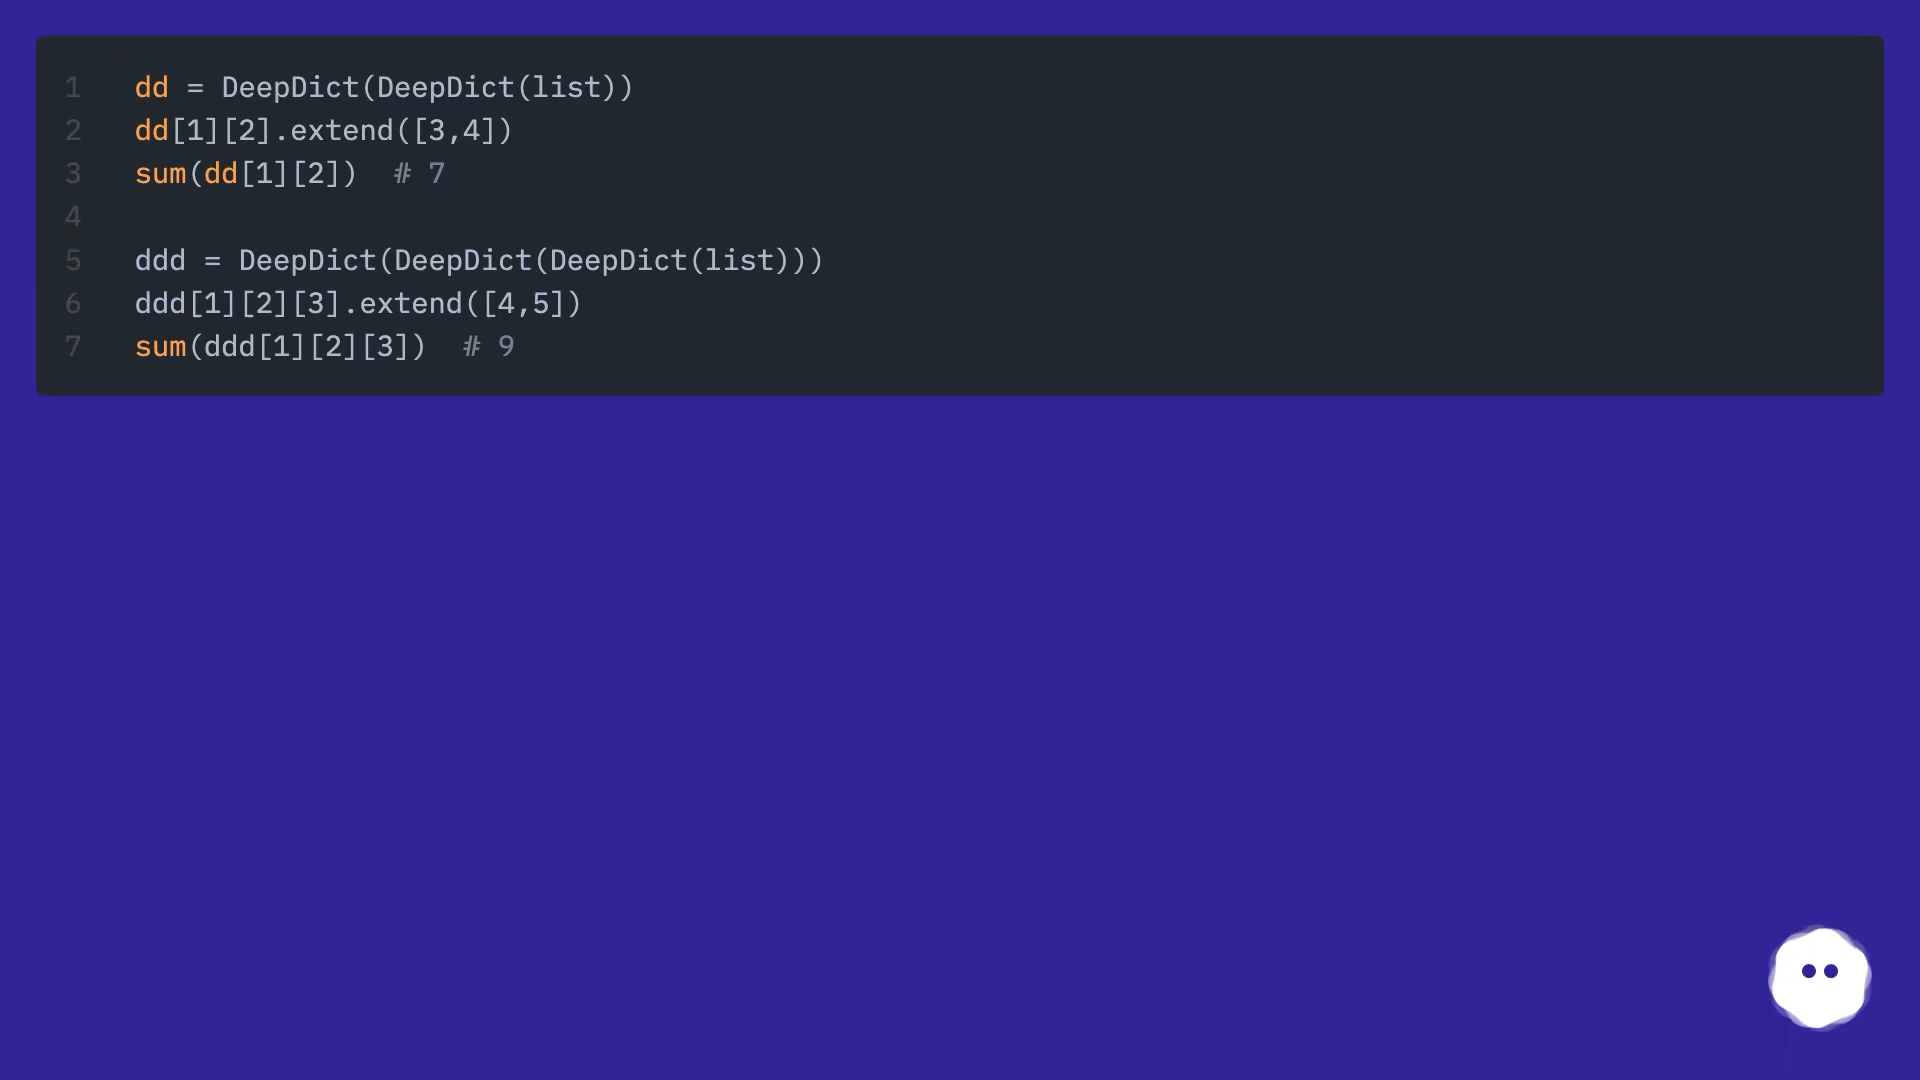 1 dd = DeepDict(DeepDict(list))
2 dd[1][2].extend([3,4])
3 sum(dd[1][2])  # 7
4
5 ddd = DeepDict(DeepDict(DeepDict(list)))
6 ddd[1][2][3].extend([4,5])
7 sum(ddd[1][2][3])  # 9